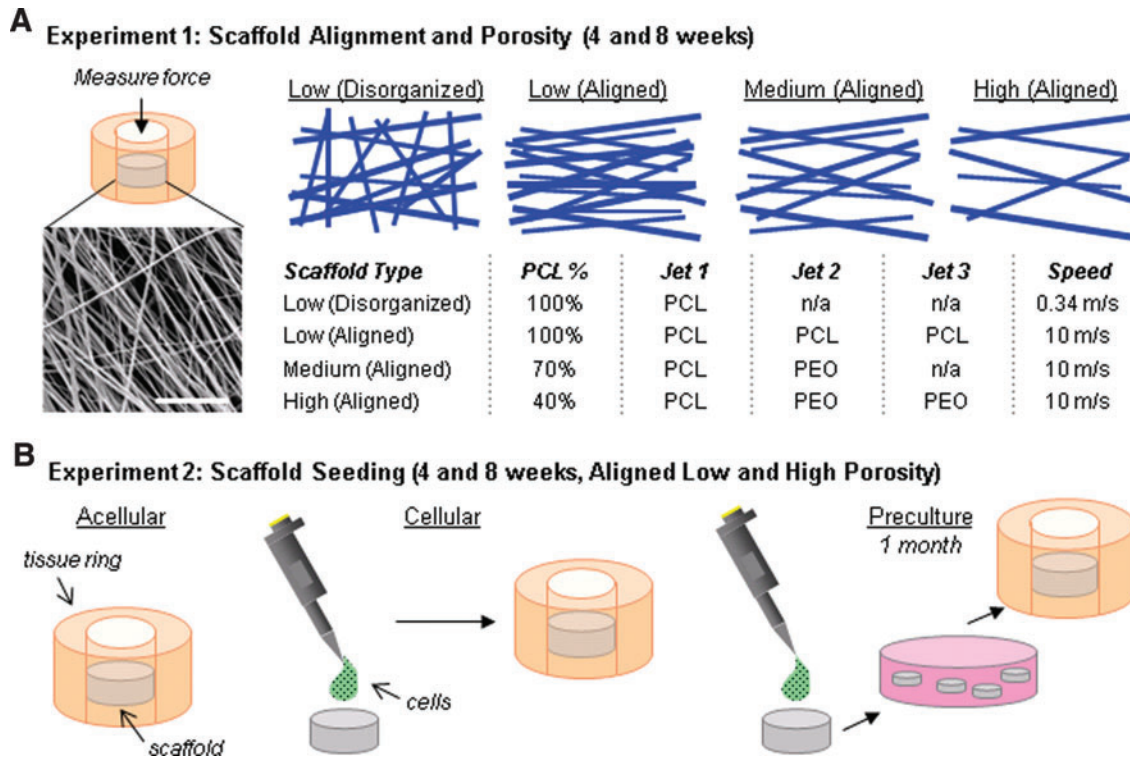 A
Experiment 1: Scaffold Alignment and Porosity (4 and 8 weeks)
Measure force
Low (Disorganized) Low (Aligned) Medium (Aligned) High (Aligned)
Scaffold Type PCL % Jet 1 Jet 2 Jet 3 Speed
Low (Disorganized) 100% PCL n/a n/a 0.34 m/s
Low (Aligned) 100% PCL PCL PCL 10 m/s
Medium (Aligned) 70% PCL PEO n/a 10 m/s
High (Aligned) 40% PCL PEO PEO 10 m/s
B
Experiment 2: Scaffold Seeding (4 and 8 weeks, Aligned Low and High Porosity)
Acellular Cellular Preculture
1 month
tissue ring
cells
scaffold